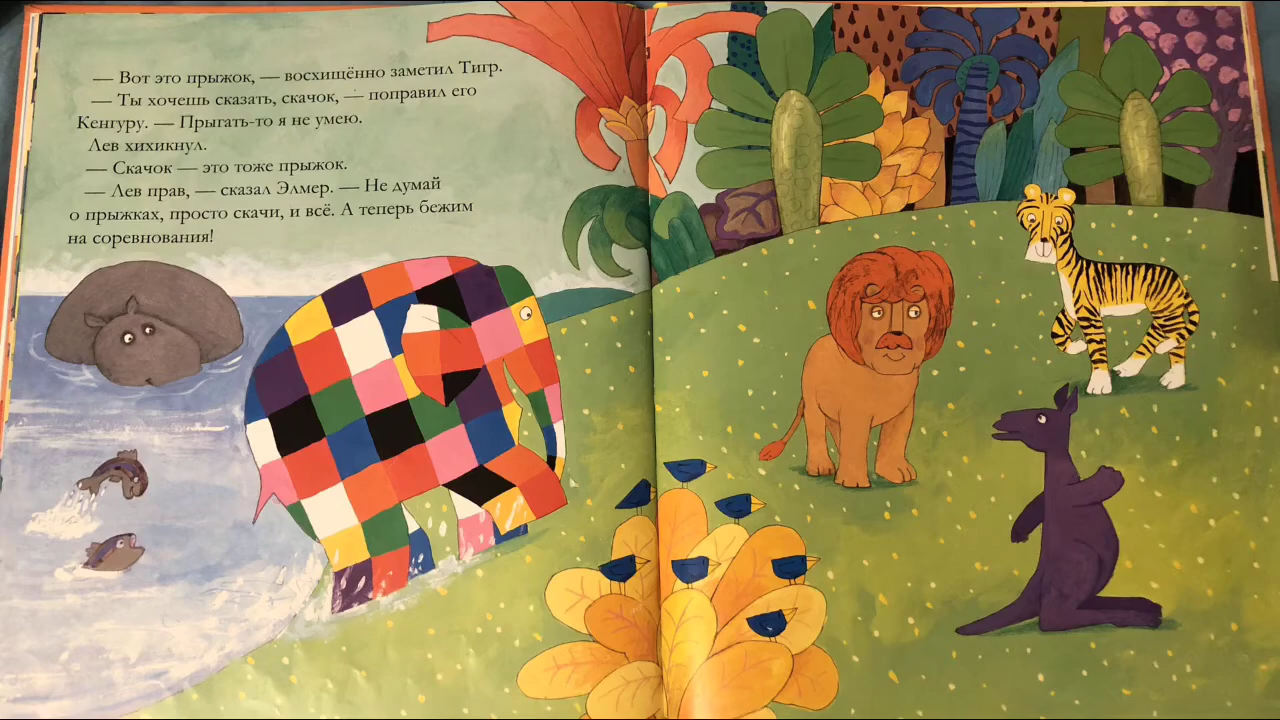 — Вот это прыжок, — восхищённо заметил Тигр.
— Ты хочешь сказать, скачок, — поправил его
Кенгуру. — Прыгать-то я не умею.
Лев хихикнул.
— Скачок — это тоже прыжок.
— Лев прав, — сказал Элмер. — Не думай
о прыжках, просто скачи, и всё. А теперь бежим
на соревнования!